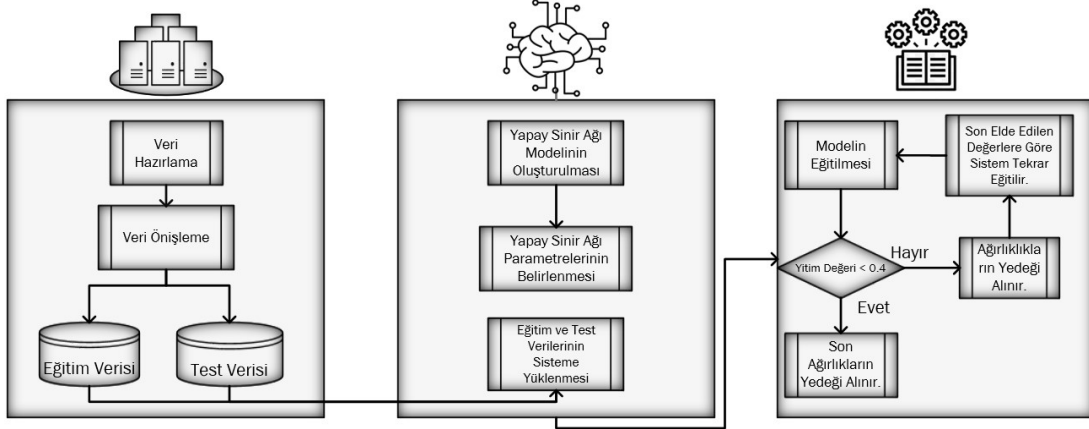 Veri
Hazırlama
Veri Önişleme
Eğitim Verisi
Test Verisi
Yapay Sinir Ağı
Modelinin
Oluşturulması
Yapay Sinir Ağı
Parametrelerinin
Belirlenmesi
Eğitim ve Test
Verilerinin
Sisteme
Yüklenmesi
Modelin
Eğitilmesi
Son Elde Edilen
Değerlere Göre
Sistem Tekrar
Eğitilir.
Yitim Değeri < 0.4
Hayır
Ağırlıklıkla
rın Yedeği
Alınır.
Evet
Son
Ağırlıkların
Yedeği Alınır.